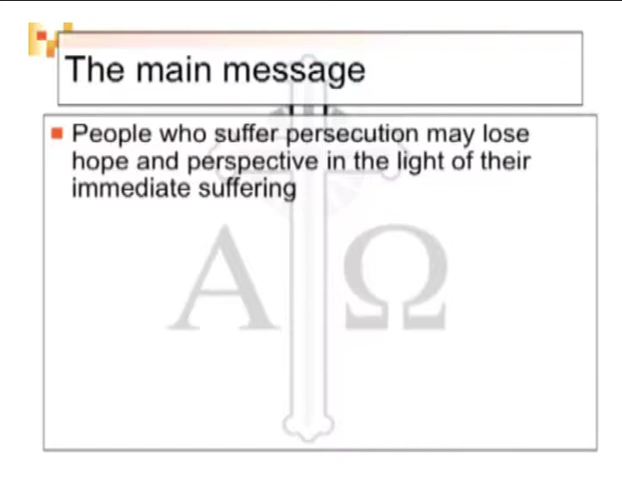 The main message
People who suffer persecution may lose
hope and perspective in the light of their
immediate suffering
Α Ω